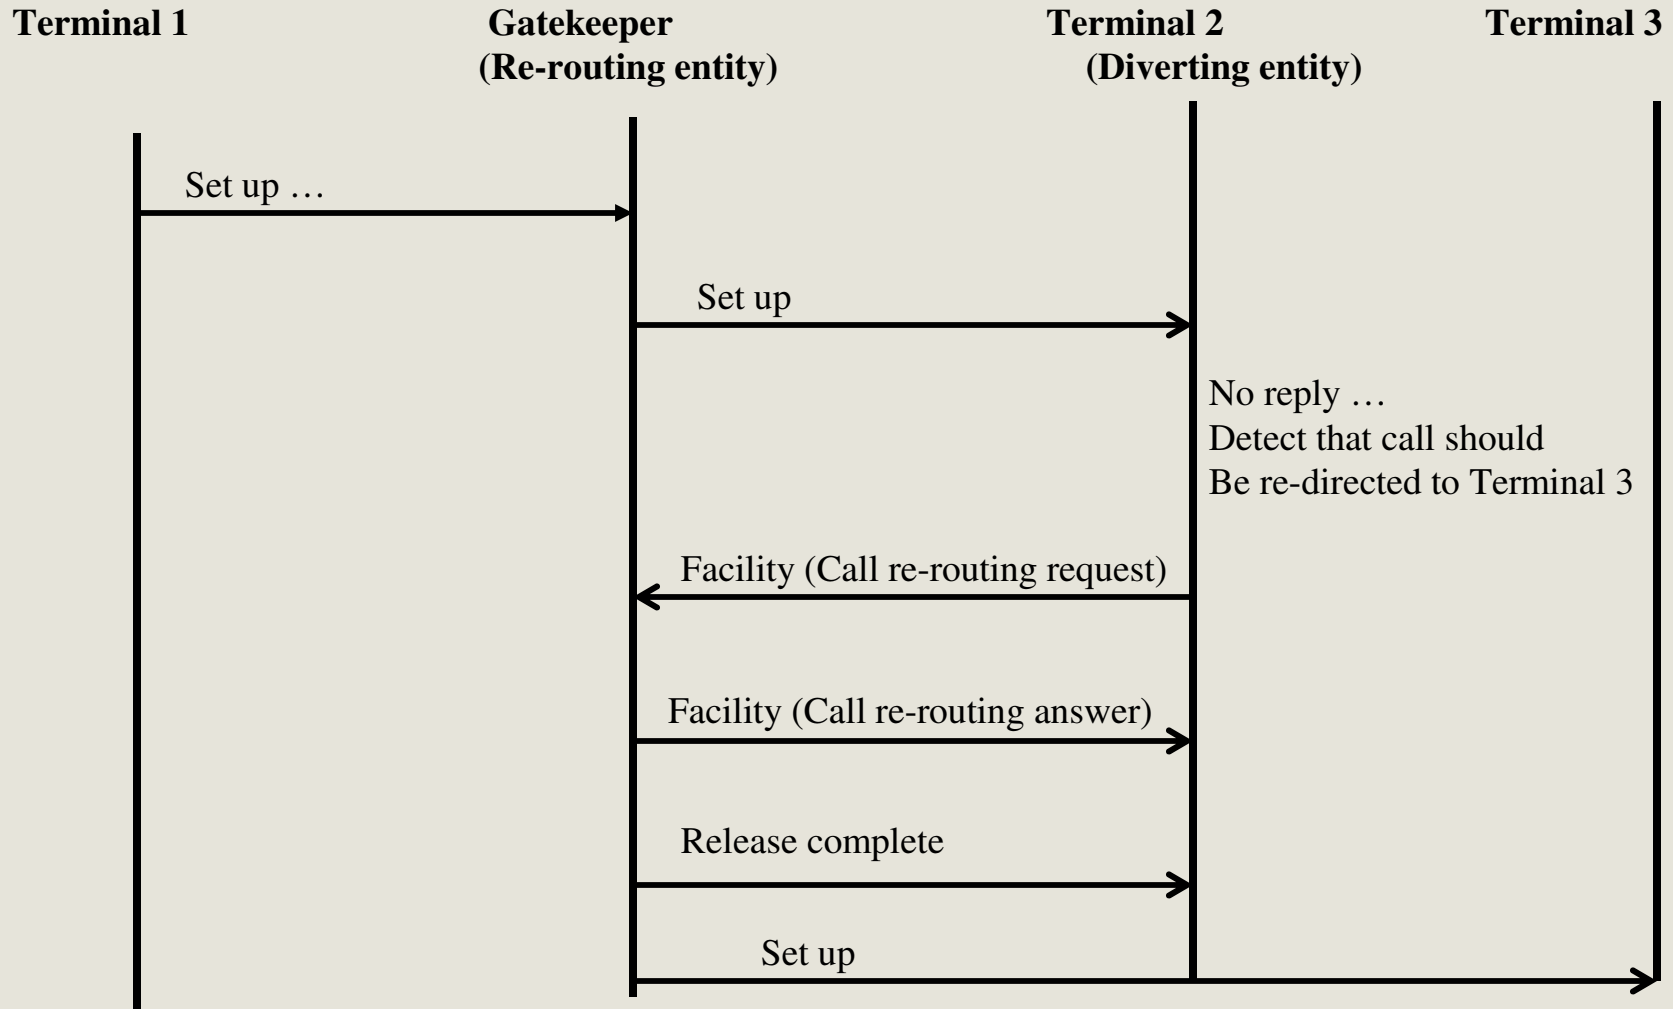 Terminal 1
Gatekeeper
Terminal 2
Terminal 3
(Re-routing entity)
(Diverting entity)
Set up …
Set up
No reply …
Detect that call should
Be re-directed to Terminal 3
Facility (Call re-routing request)
Facility (Call re-routing answer)
Release complete
Set up